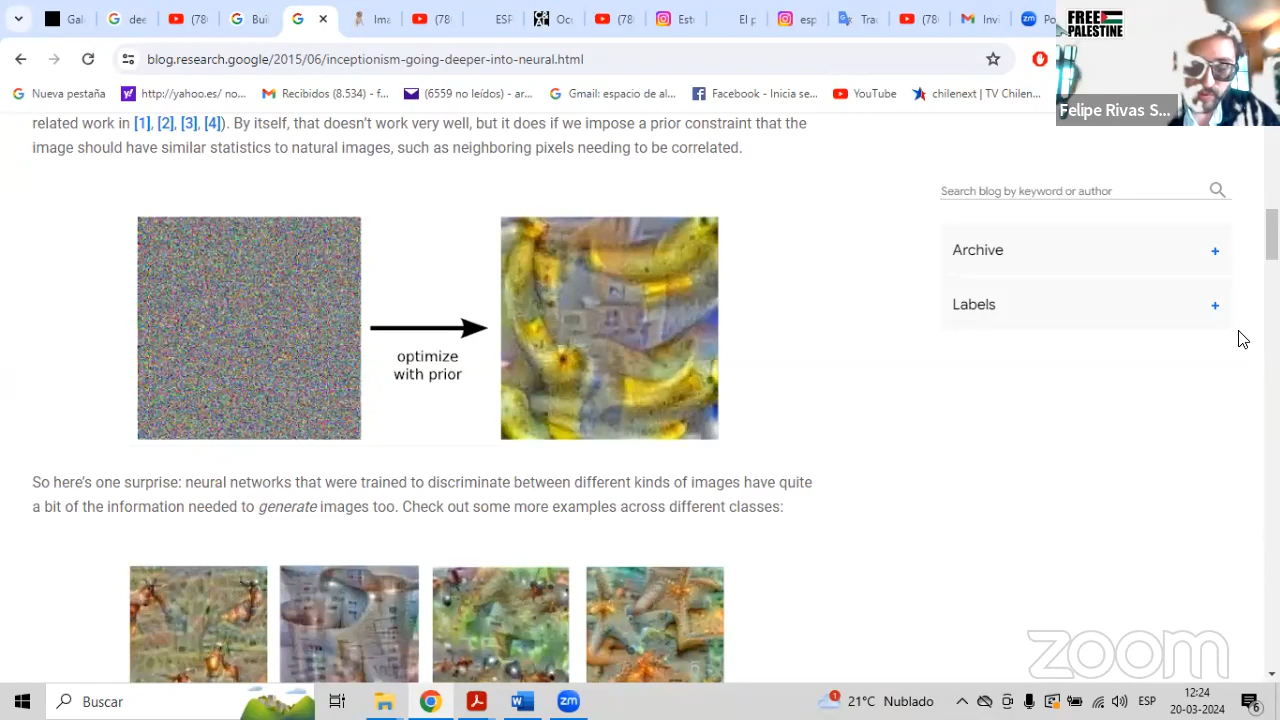 Gal
(78
Bui
dee
Ima
(78
ESP
Oc
(78
Est
El p
esp
Tra
(78
Invi
Po
FREE
PALESTINE
blog.research.google/2015/06/inceptionism-going-deeper-into-neural.html
Nueva pestaña
http://yahoo.es/ no...
Recibidos (8.534) - f...
(6559 no leídos) - ar...
Gmail: espacio de al...
Facebook - Inicia se...
YouTube
chilenext | TV Chilen...
Felipe Rivas S...
related work in [1], [2], [3], [4]). By itself, that doesn't work very well, but it does if we impose a prior constraint that the
image should have similar statistics to natural images, such as neighboring pixels needing to be correlated.
Search blog by keyword or author
Archive
Labels
optimize
with prior
So here's one surprise: neural networks that were trained to discriminate between different kinds of images have quite
a bit of the information needed to generate images too. Check out some more examples across different classes:
zoom
Buscar
1
21°C Nublado
ESP
12:24
20-03-2024
6